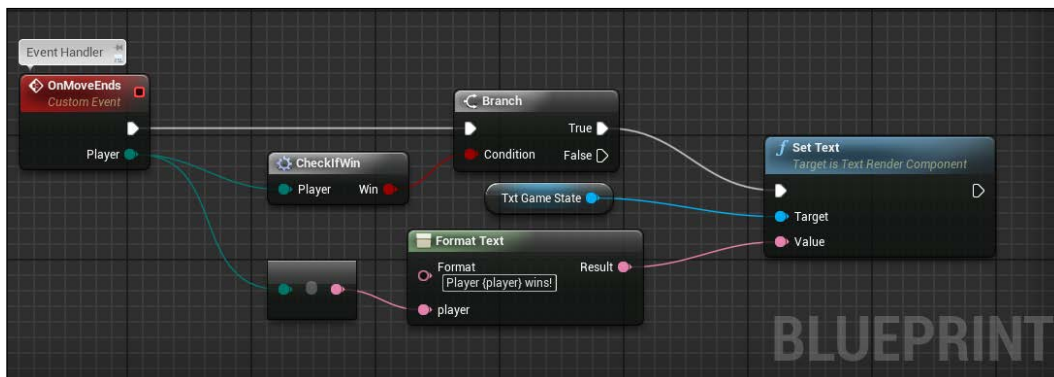 Event Handler
OnMoveEnds
Custom Event
Player
CheckIfWin
Player Win
Branch
True
Condition False
Txt Game State
Format Text
Format Result
Player {player} wins!
player
f Set Text
Target is Text Render Component
Target
Value
BLUEPRINT